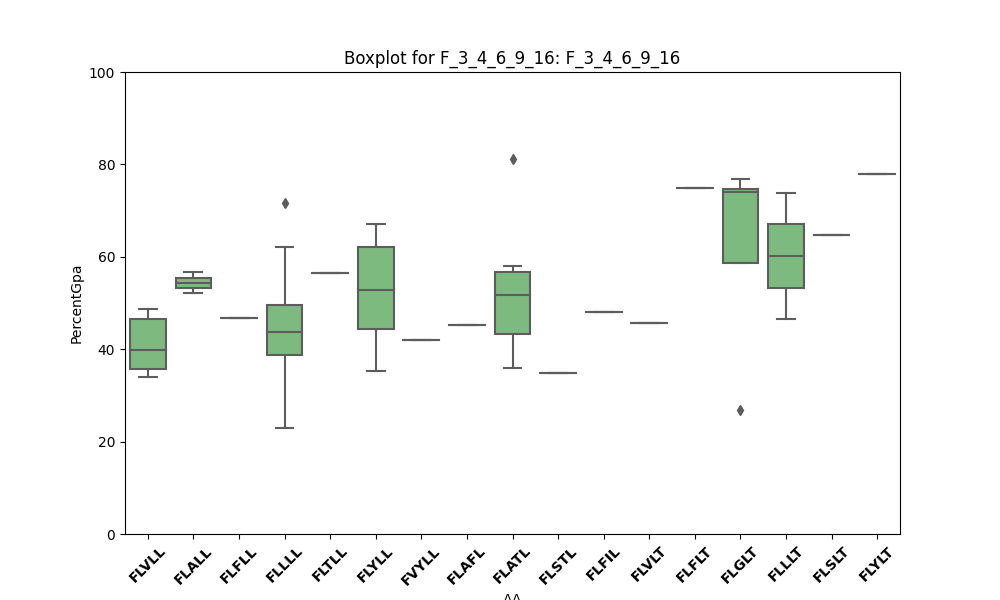 Boxplot for F_3_4_6_9_16: F_3_4_6_9_16
100
80
60
40
20
0
PercentGpa
FLVLL FLALL FLFLL FLLLL FLTLL FLYLL FVYLL FLAFL FLATL FLSTL FLFIL FLVLT FLFLT FLGLT FLLLT FLSLT FLYLT
AA